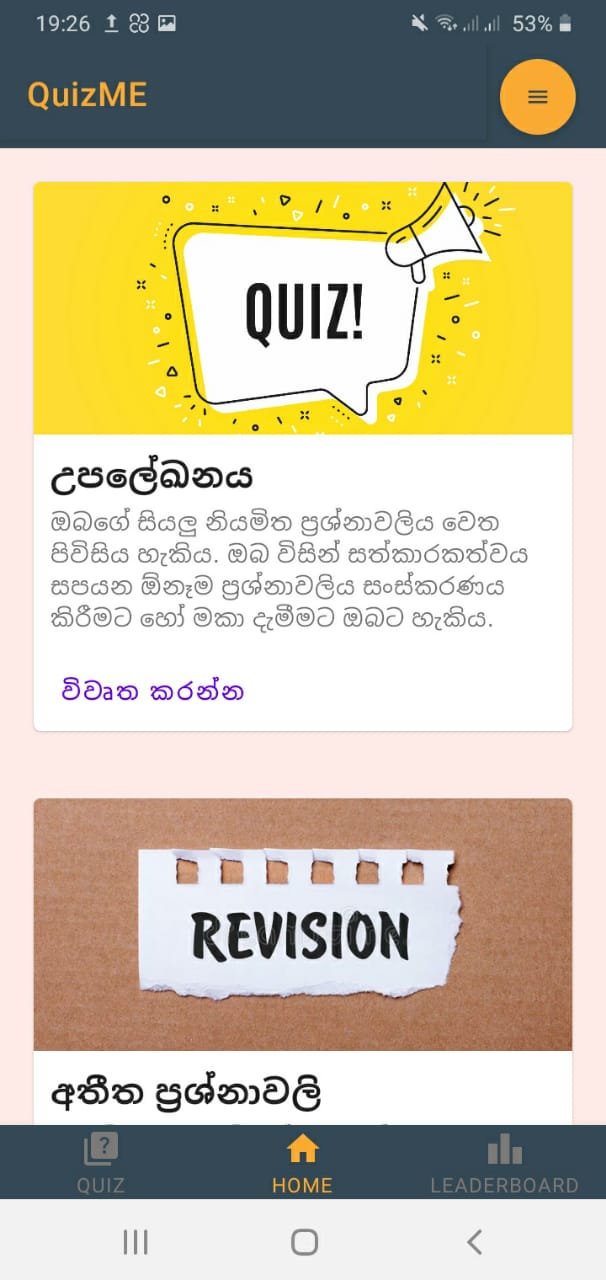 19:26
53%
QuizME
QUIZ!
උපලේඛනය
ඔබගේ සියලු නියමිත ප්‍රශ්නාවලිය වෙත
පිවිසිය හැකිය. ඔබ විසින් සත්කාරකත්වය
සපයන ඕනෑම ප්‍රශ්නාවලිය සංස්කරණය
කිරීමට හෝ මකා දැමීමට ඔබට හැකිය.
විවෘත කරන්න
REVISION
අතීත ප්‍රශ්නාවලි
QUIZ
HOME
LEADERBOARD